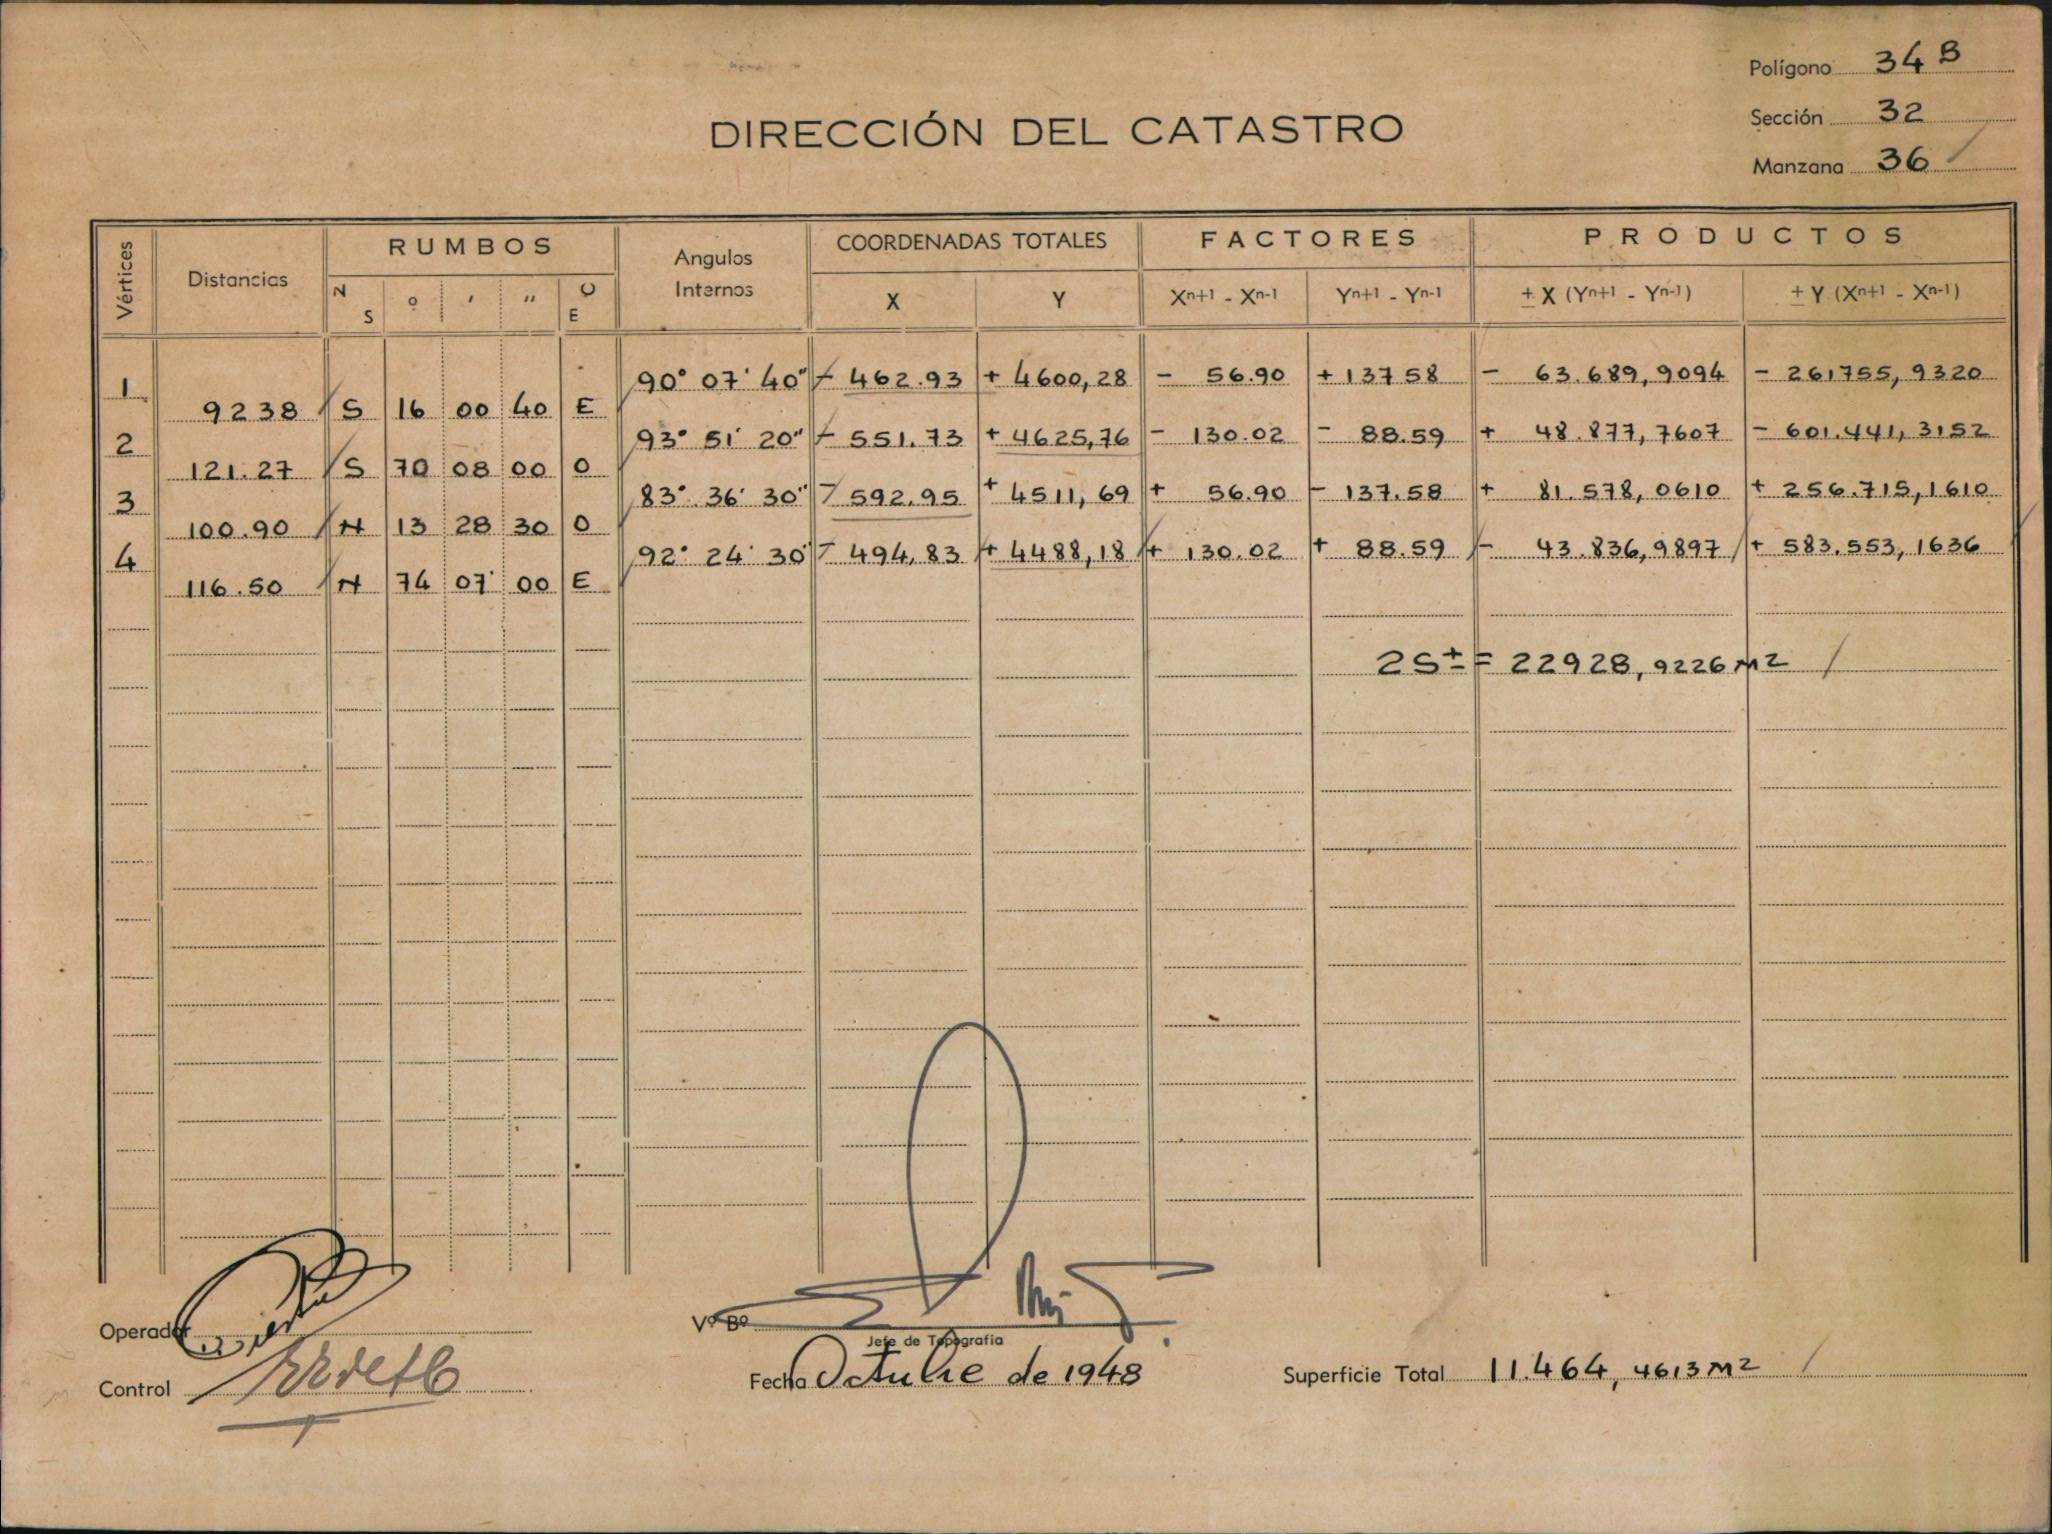 Polígono 34 B
DIRECCIÓN DEL CATASTRO
Sección 32
Manzana 36
Vértices Distancias RUMBOS Angulos Internos COORDENADAS TOTALES FACTORES PRODUCTOS
N S ° ' '' O E X Y Xn+1 - Xn-1 Yn+1 - Yn-1 ± X (Yn+1 - Yn-1) ± Y (Xn+1 - Xn-1)
1 90° 07' 40" - 462.93 + 4600,28 - 56.90 + 137 58 - 63.689,9094 - 261755,9320
9238 S 16 00 40 E
2 93° 51' 20" - 551.73 + 4625,76 - 130.02 - 88.59 + 48.877,7607 - 601.441,3152
121.27 S 70 08 00 O
3 83° 36' 30" - 592.95 + 4511,69 + 56.90 - 137.58 + 81.578,0610 + 256.715,1610
100.90 N 13 28 30 O
4 92° 24' 30" - 494,83 + 4488,18 + 130.02 + 88.59 - 43.836,9897 + 583.553,1636
116.50 N 74 07' 00 E
2S± = 22928,9226 M2
Operador
Vº Bº
Jefe de Topografía
Control
Fecha Octubre de 1948
Superficie Total 11.464,4613 M2